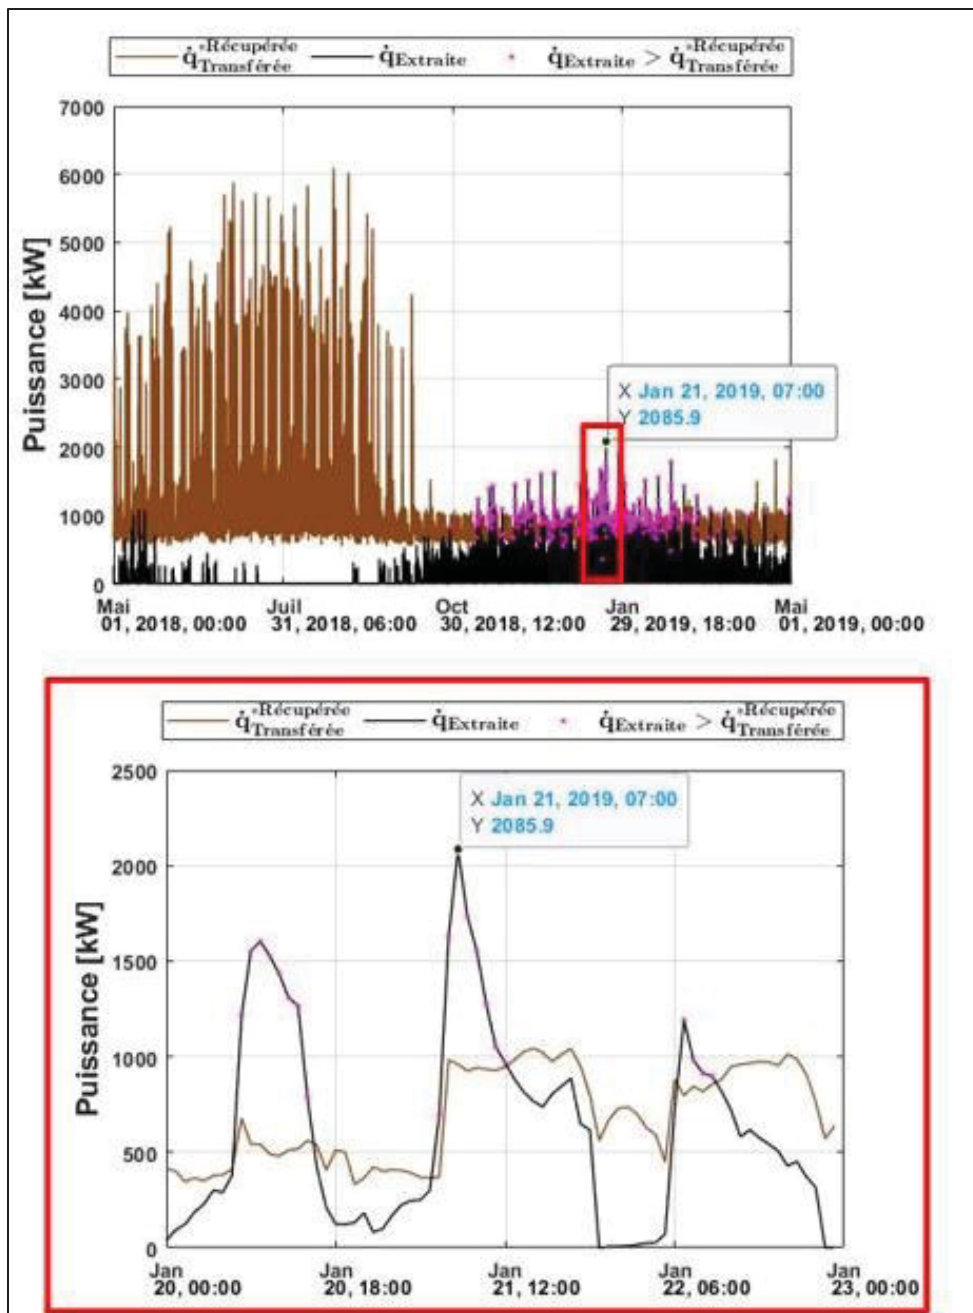 q̇*Récupérée Transférée q̇Extraite q̇Extraite > q̇*Récupérée Transférée
7000
6000
5000
4000
3000
2000
1000
0
Puissance [kW]
X Jan 21, 2019, 07:00
Y 2085.9
Mai Juil Oct Jan Mai
01, 2018, 00:00 31, 2018, 06:00 30, 2018, 12:00 29, 2019, 18:00 01, 2019, 00:00
q̇*Récupérée Transférée q̇Extraite q̇Extraite > q̇*Récupérée Transférée
2500
2000
1500
1000
500
0
Puissance [kW]
X Jan 21, 2019, 07:00
Y 2085.9
Jan Jan Jan Jan Jan
20, 00:00 20, 18:00 21, 12:00 22, 06:00 23, 00:00